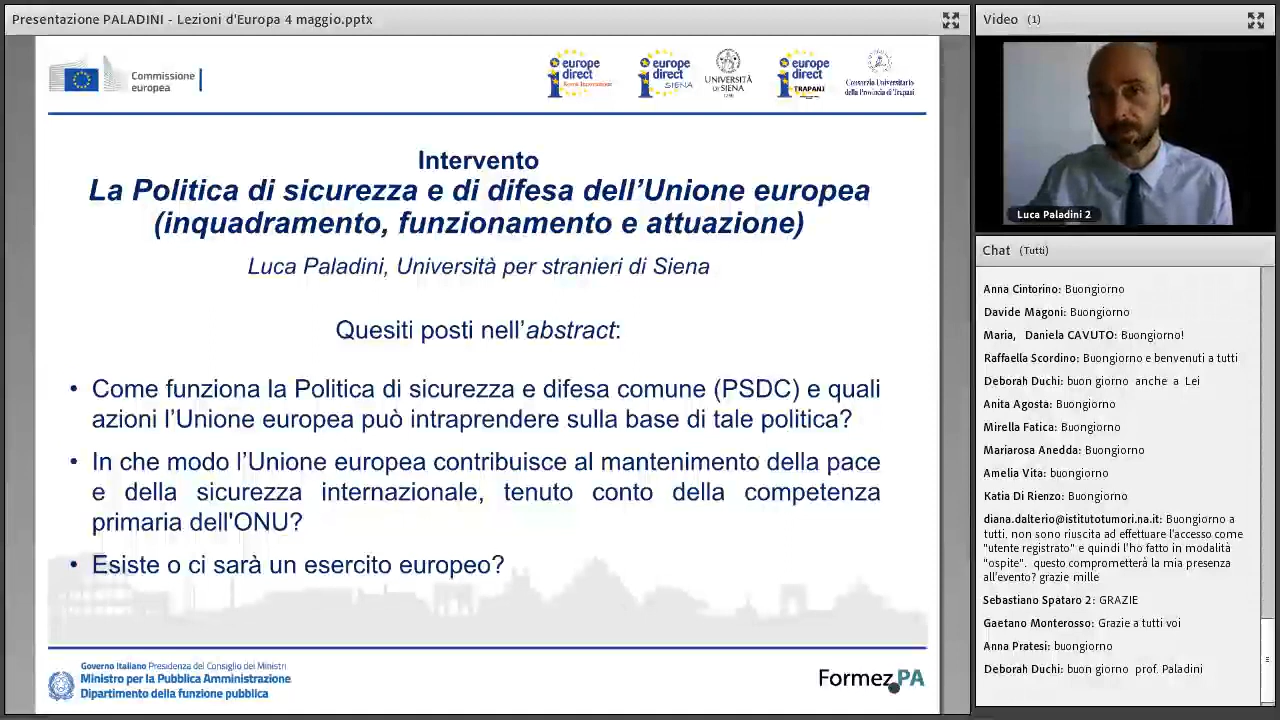 Presentazione PALADINI - Lezioni d'Europa 4 maggio.pptx
Commissione
europea
europe
direct
europe
direct
SIENA
UNIVERSITÀ
DI SIENA
1240
europe
direct
TRAPANI
Consorzio Universitario
della Provincia di Trapani
Intervento
La Politica di sicurezza e di difesa dell’Unione europea
(inquadramento, funzionamento e attuazione)
Luca Paladini, Università per stranieri di Siena
Quesiti posti nell’abstract:
• Come funziona la Politica di sicurezza e difesa comune (PSDC) e quali
azioni l’Unione europea può intraprendere sulla base di tale politica?
• In che modo l’Unione europea contribuisce al mantenimento della pace
e della sicurezza internazionale, tenuto conto della competenza
primaria dell'ONU?
• Esiste o ci sarà un esercito europeo?
Governo Italiano Presidenza del Consiglio dei Ministri
Ministro per la Pubblica Amministrazione
Dipartimento della funzione pubblica
Formez PA
Video (1)
Luca Paladini 2
Chat (Tutti)
Anna Cintorino: Buongiorno
Davide Magoni: Buongiorno
Maria, Daniela CAVUTO: Buongiorno!
Raffaella Scordino: Buongiorno e benvenuti a tutti
Deborah Duchi: buon giorno anche a Lei
Anita Agosta: Buongiorno
Mirella Fatica: Buongiorno
Mariarosa Anedda: Buongiorno
Amelia Vita: buongiorno
Katia Di Rienzo: Buongiorno
diana.dalterio@istitutotumori.na.it: Buongiorno a
tutti. non sono riuscita ad effettuare l'accesso come
"utente registrato" e quindi l'ho fatto in modalità
"ospite". questo comprometterà la mia presenza
all'evento? grazie mille
Sebastiano Spataro 2: GRAZIE
Gaetano Monterosso: Grazie a tutti voi
Anna Pratesi: buongiorno
Deborah Duchi: buon giorno prof. Paladini